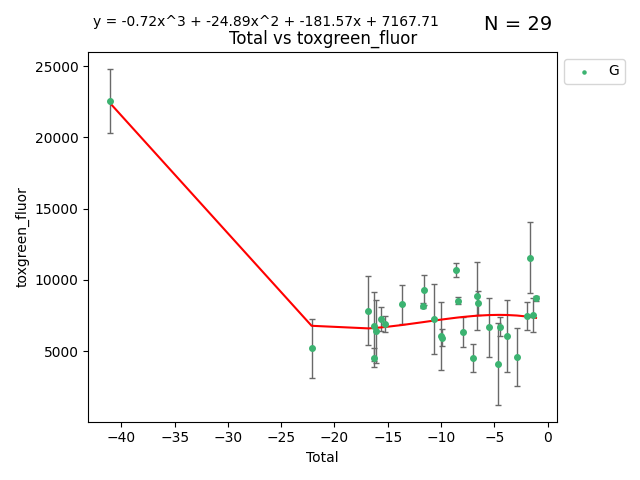 y = -0.72x^3 + -24.89x^2 + -181.57x + 7167.71
N = 29
Total vs toxgreen_fluor
G
25000
20000
15000
10000
5000
toxgreen_fluor
−40 −35 −30 −25 −20 −15 −10 −5 0
Total